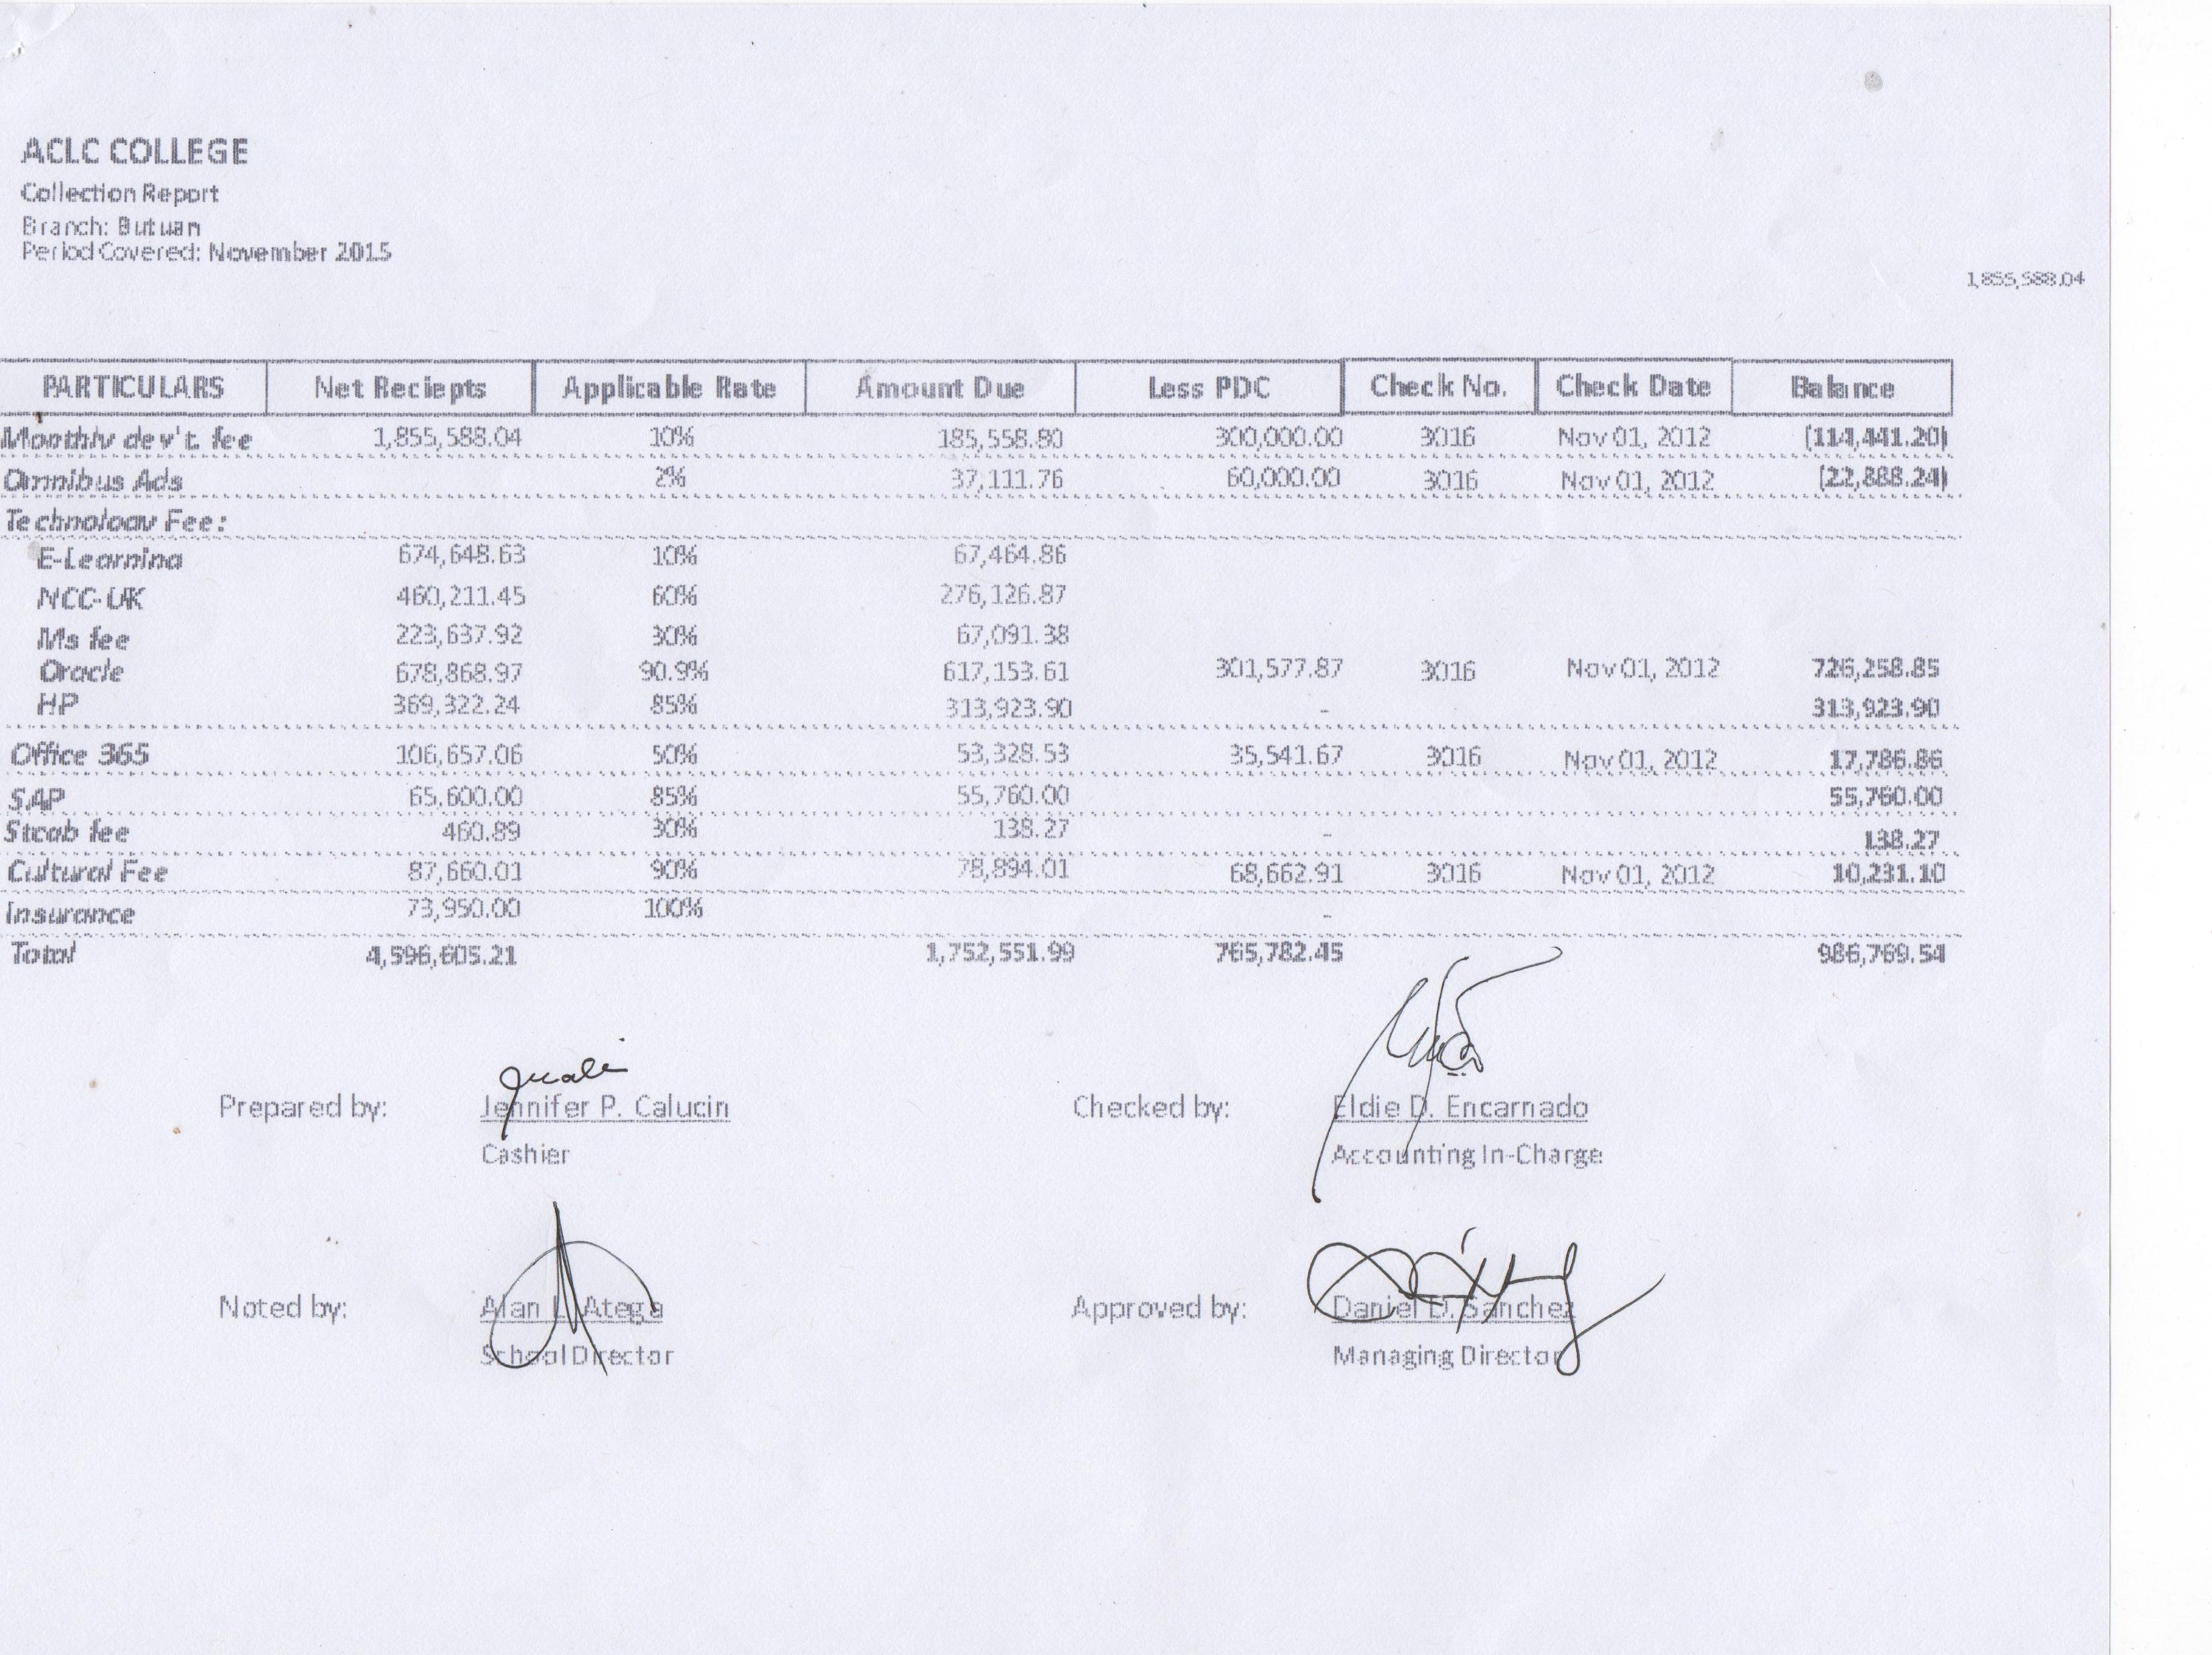 ACLC COLLEGE
Collection Report
Branch: Butuan
Period Covered: November 2015
1,855,588.04
PARTICULARS Net Reciepts Applicable Rate Amount Due Less PDC Check No. Check Date Balance
Monthly dev't fee 1,855,588.04 10% 185,558.80 300,000.00 3016 Nov 01, 2012 (114,441.20)
Omnibus Ads 2% 37,111.76 60,000.00 3016 Nov 01, 2012 (22,888.24)
Technology Fee:
E-Learning 674,648.63 10% 67,464.86
NCC-UK 460,211.45 60% 276,126.87
Ms fee 223,637.92 30% 67,091.38
Oracle 678,868.97 90.9% 617,153.61 301,577.87 3016 Nov 01, 2012 726,258.85
HP 369,322.24 85% 313,923.90 - 313,923.90
Office 365 106,657.06 50% 53,328.53 35,541.67 3016 Nov 01, 2012 17,786.86
SAP 65,600.00 85% 55,760.00 55,760.00
fee 460.89 30% 138.27 - 138.27
Cultural Fee 87,660.01 90% 78,894.01 68,662.91 3016 Nov 01, 2012 10,231.10
Insurance 73,950.00 100% -
Total 4,596,605.21 1,752,551.99 765,782.45 986,769.54
Prepared by: Jennifer P. Calucin Checked by: Eldie D. Encarnado
Cashier Accounting In-Charge
Noted by: Alan L. Atega Approved by: Daniel D. Sanchez
School Director Managing Director